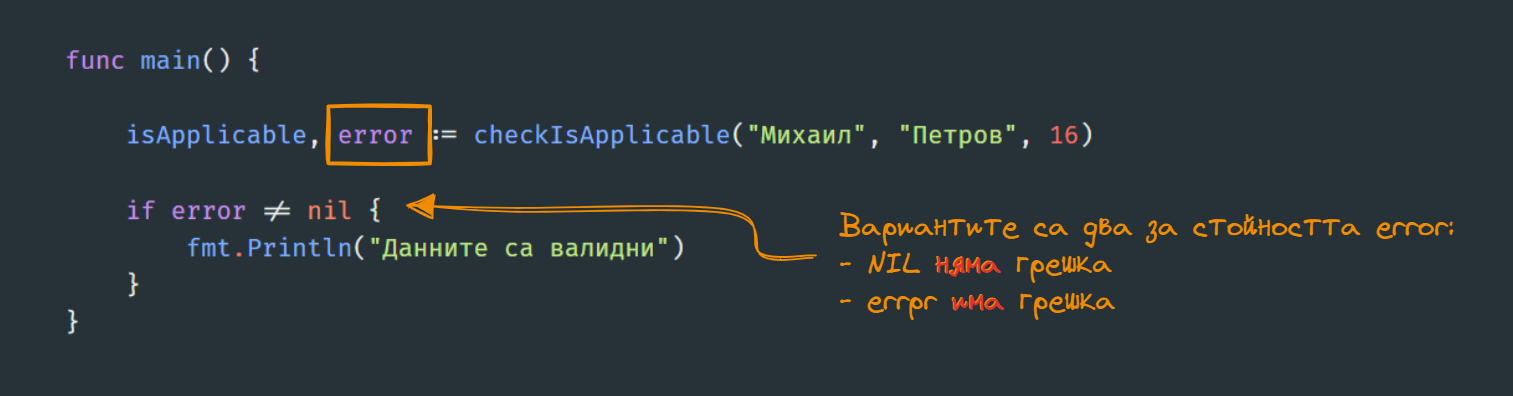 func main() {
isApplicable, error := checkIsApplicable("Михаил", "Петров", 16)
if error ≠ nil {
fmt.Println("Данните са валидни")
}
}
Вариантите са два за стойността error:
- NIL няма грешка
- errpr има грешка